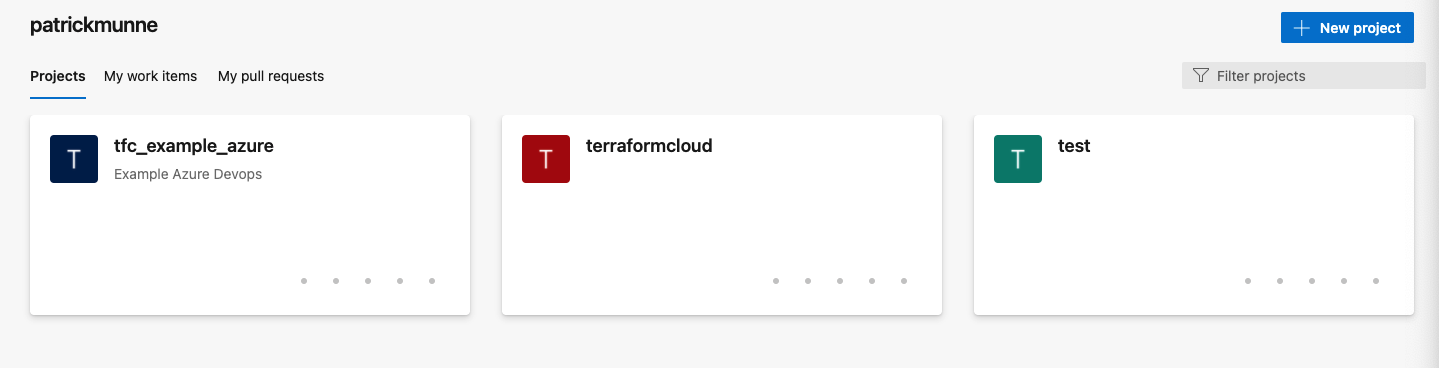 patrickmunne
New project
Projects My work items My pull requests
Filter projects
T tfc_example_azure
Example Azure Devops
T terraformcloud
T test